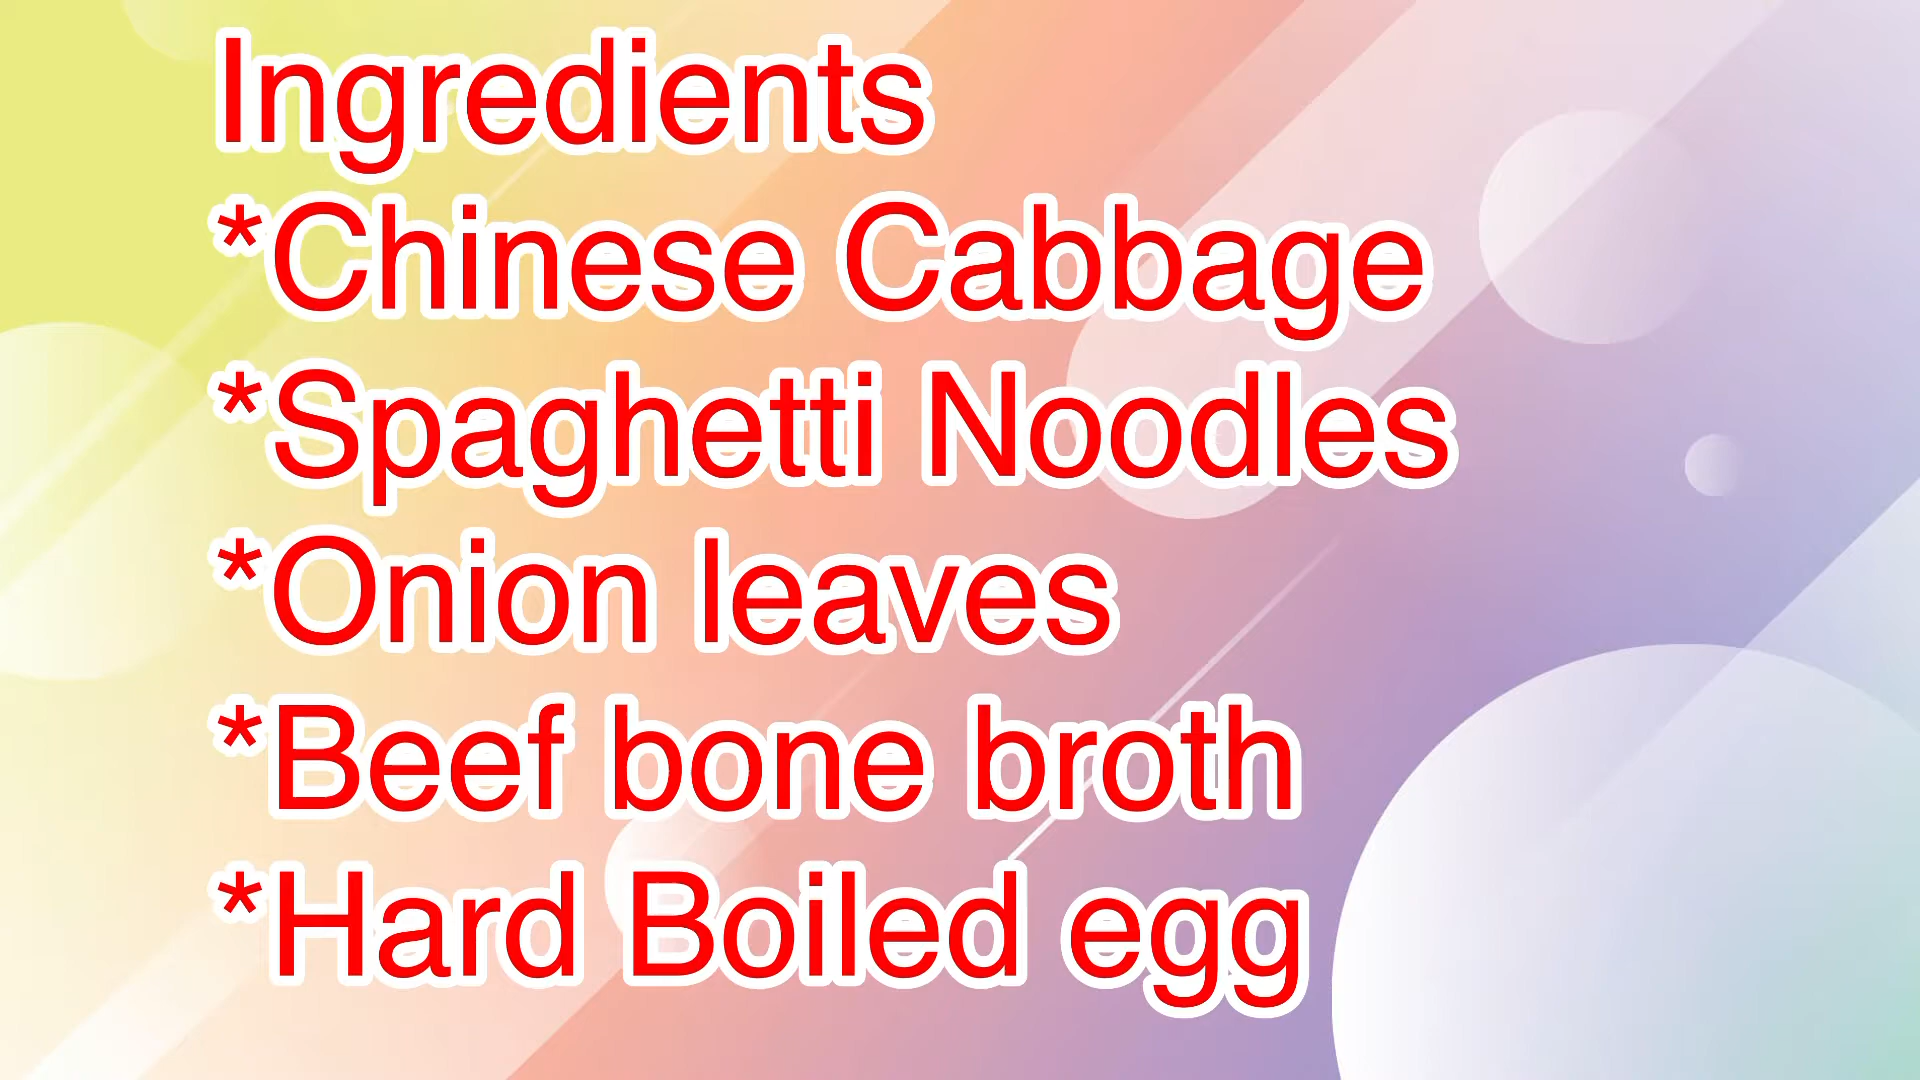 Ingredients
*Chinese Cabbage
*Spaghetti Noodles
*Onion leaves
*Beef bone broth
*Hard Boiled egg